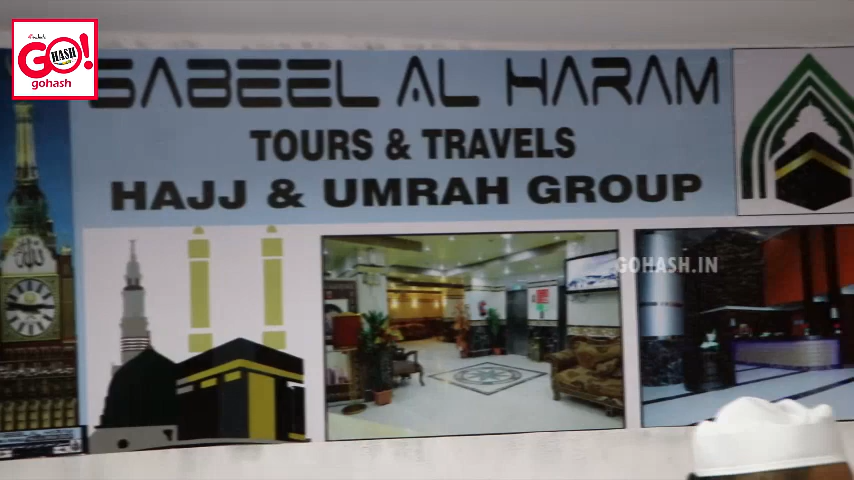 GO!
HASH
gohash
SABEEL AL HARAM
TOURS & TRAVELS
HAJJ & UMRAH GROUP
GOHASH.IN